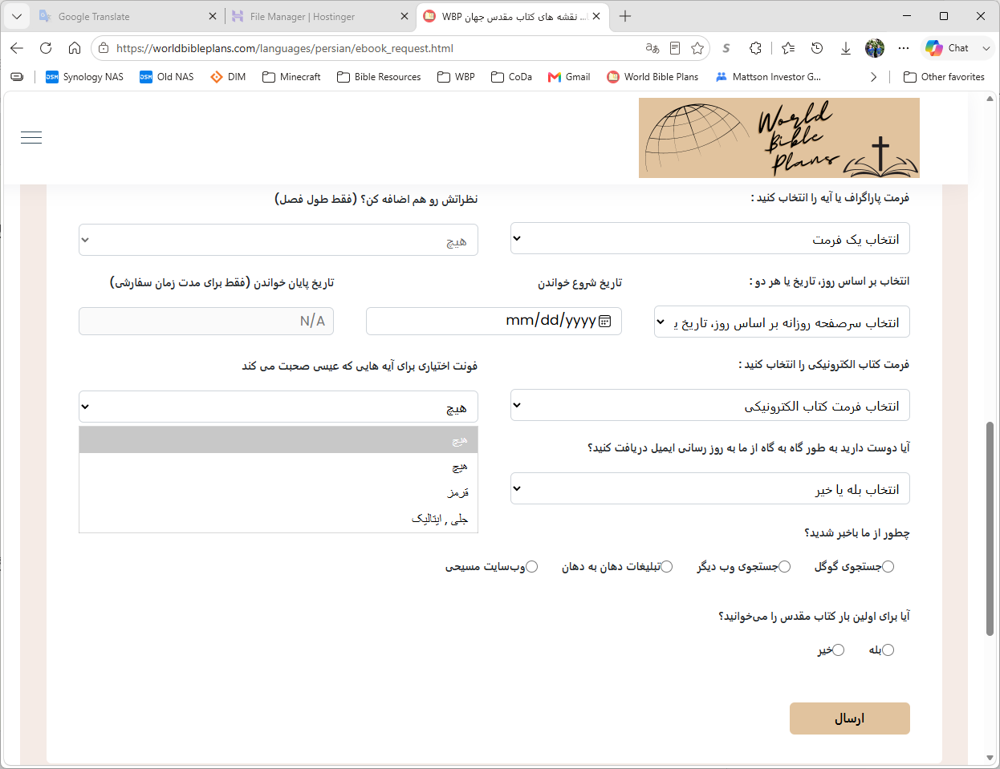 Google Translate
File Manager | Hostinger
WBP نقشه های کتاب مقدس جهان ...
https://worldbibleplans.com/languages/persian/ebook_request.html
Chat
Synology NAS
Old NAS
DIM
Minecraft
Bible Resources
WBP
CoDa
Gmail
World Bible Plans
Mattson Investor G...
Other favorites
World
Bible
Plans
فرمت پاراگراف یا آیه را انتخاب کنید :
نظراتش رو هم اضافه کن؟ (فقط طول فصل)
انتخاب یک فرمت
هیچ
انتخاب بر اساس روز، تاریخ یا هر دو :
تاریخ شروع خواندن
تاریخ پایان خواندن (فقط برای مدت زمان سفارشی)
انتخاب سرصفحه روزانه بر اساس روز، تاریخ ی
mm/dd/yyyy
N/A
فرمت کتاب الکترونیکی را انتخاب کنید :
فونت اختیاری برای آیه هایی که عیسی صحبت می کند
انتخاب فرمت کتاب الکترونیکی
هیچ
هیچ
هیچ
قرمز
جلی , ایتالیک
آیا دوست دارید به طور گاه به گاه از ما به روز رسانی ایمیل دریافت کنید؟
انتخاب بله یا خیر
چطور از ما باخبر شدید؟
جستجوی گوگل
جستجوی وب دیگر
تبلیغات دهان به دهان
وب‌سایت مسیحی
آیا برای اولین بار کتاب مقدس را می‌خوانید؟
بله
خیر
ارسال